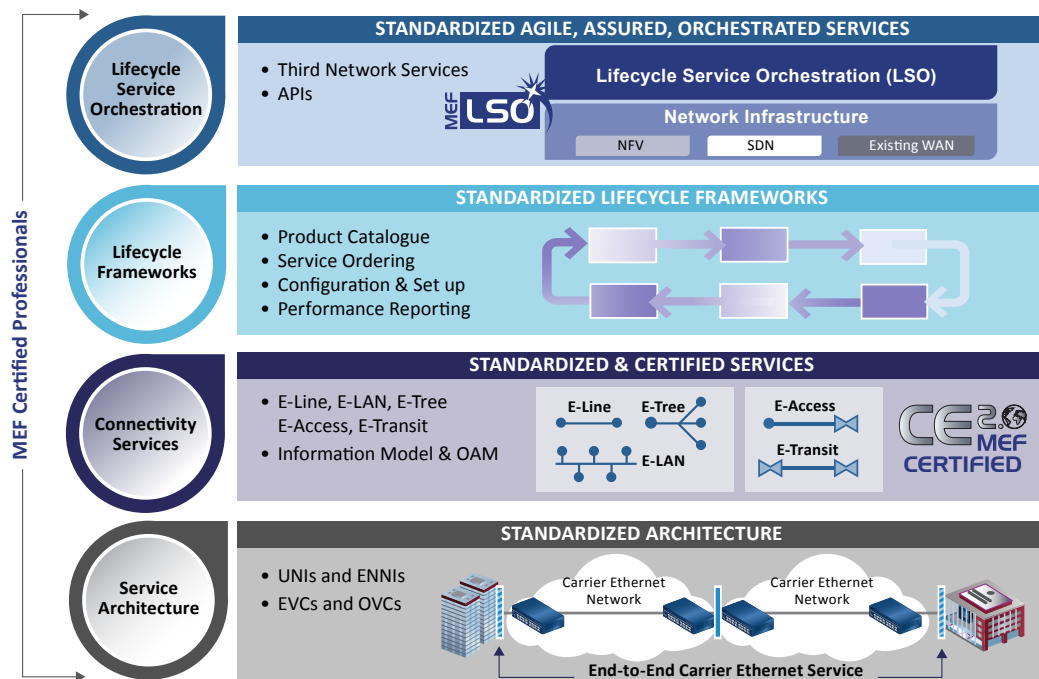 MEF Certified Professionals
Lifecycle
Service
Orchestration
STANDARDIZED AGILE, ASSURED, ORCHESTRATED SERVICES
• Third Network Services
• APIs
MEF
LSO
Lifecycle Service Orchestration (LSO)
Network Infrastructure
NFV
SDN
Existing WAN
Lifecycle
Frameworks
STANDARDIZED LIFECYCLE FRAMEWORKS
• Product Catalogue
• Service Ordering
• Configuration & Set up
• Performance Reporting
Connectivity
Services
STANDARDIZED & CERTIFIED SERVICES
• E-Line, E-LAN, E-Tree
E-Access, E-Transit
• Information Model & OAM
E-Line
E-Tree
E-LAN
E-Access
E-Transit
CE 2.0
MEF
CERTIFIED
Service
Architecture
STANDARDIZED ARCHITECTURE
• UNIs and ENNIs
• EVCs and OVCs
Carrier Ethernet
Network
Carrier Ethernet
Network
End-to-End Carrier Ethernet Service